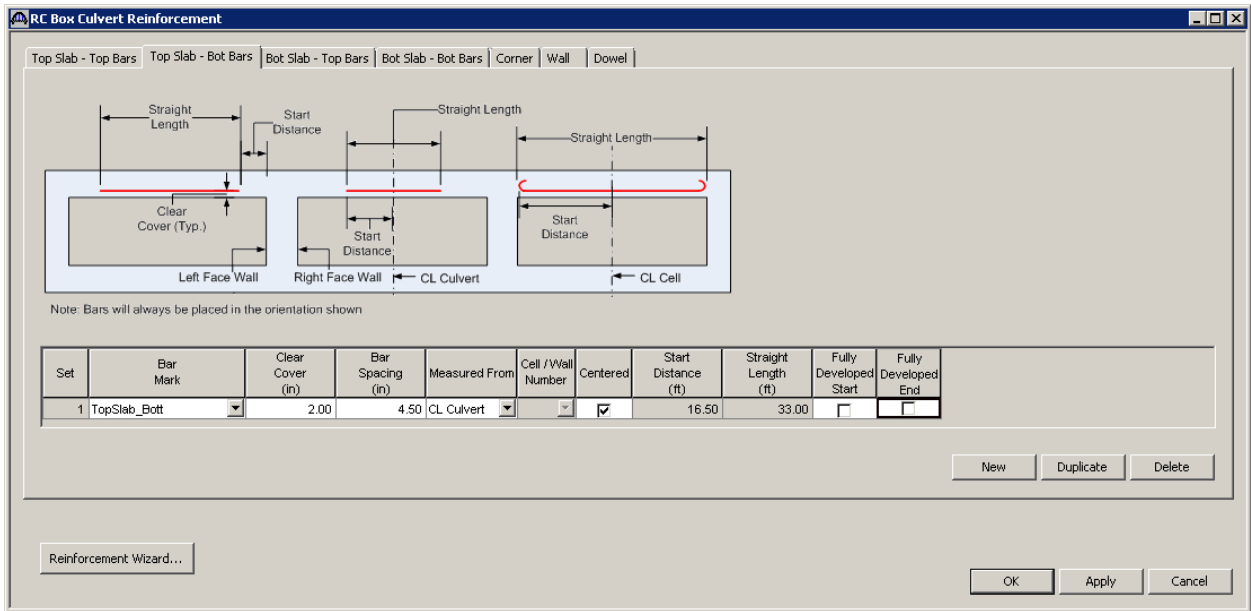 RC Box Culvert Reinforcement
Top Slab - Top Bars Top Slab - Bot Bars Bot Slab - Top Bars Bot Slab - Bot Bars Corner Wall Dowel
Straight
Length
Start
Distance
Straight Length
Straight Length
Clear
Cover (Typ.)
Start
Distance
Start
Distance
Left Face Wall Right Face Wall CL Culvert CL Cell
Note: Bars will always be placed in the orientation shown
Set
Bar
Mark
Clear
Cover
(in)
Bar
Spacing
(in)
Measured From
Cell / Wall
Number
Centered
Start
Distance
(ft)
Straight
Length
(ft)
Fully
Developed
Start
Fully
Developed
End
1 TopSlab_Bott 2.00 4.50 CL Culvert 16.50 33.00
New Duplicate Delete
Reinforcement Wizard...
OK Apply Cancel